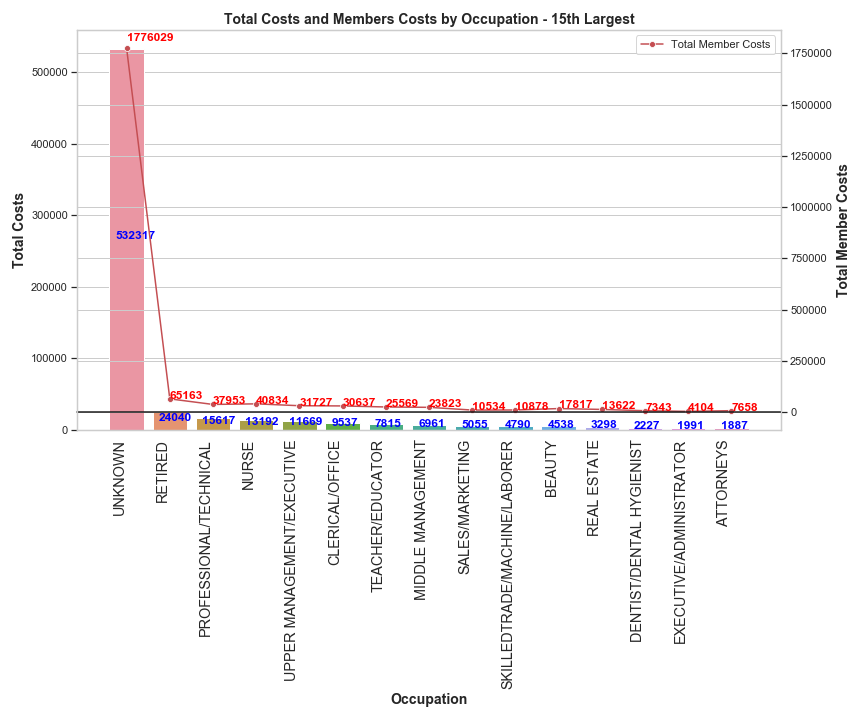 Total Costs and Members Costs by Occupation - 15th Largest
Total Member Costs
Total Costs
500000
400000
300000
200000
100000
0
Total Member Costs
1750000
1500000
1250000
1000000
750000
500000
250000
0
1776029
65163
37953
40834
31727
30637
25569
23823
10534
10878
17817
13622
7343
4104
7658
532317
24040
15617
13192
11669
9537
7815
6961
5055
4790
4538
3298
2227
1991
1887
UNKNOWN
RETIRED
PROFESSIONAL/TECHNICAL
NURSE
UPPER MANAGEMENT/EXECUTIVE
CLERICAL/OFFICE
TEACHER/EDUCATOR
MIDDLE MANAGEMENT
SALES/MARKETING
SKILLEDTRADE/MACHINE/LABORER
BEAUTY
REAL ESTATE
DENTIST/DENTAL HYGIENIST
EXECUTIVE/ADMINISTRATOR
ATTORNEYS
Occupation